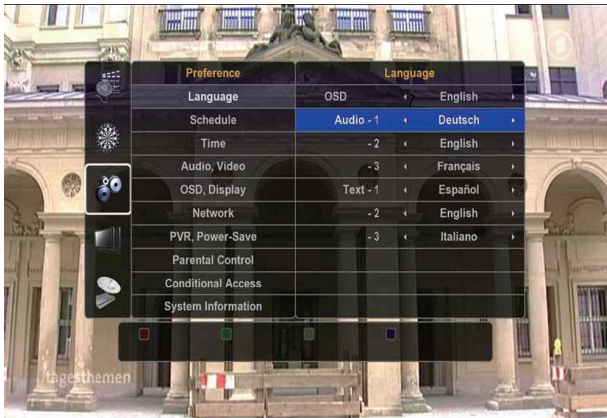 Preference
Language
Language
OSD English
Schedule
Audio - 1 Deutsch
Time
- 2 English
Audio, Video
- 3 Français
OSD, Display
Text - 1 Español
Network
- 2 English
PVR, Power-Save
- 3 Italiano
Parental Control
Conditional Access
System Information
tagesthemen